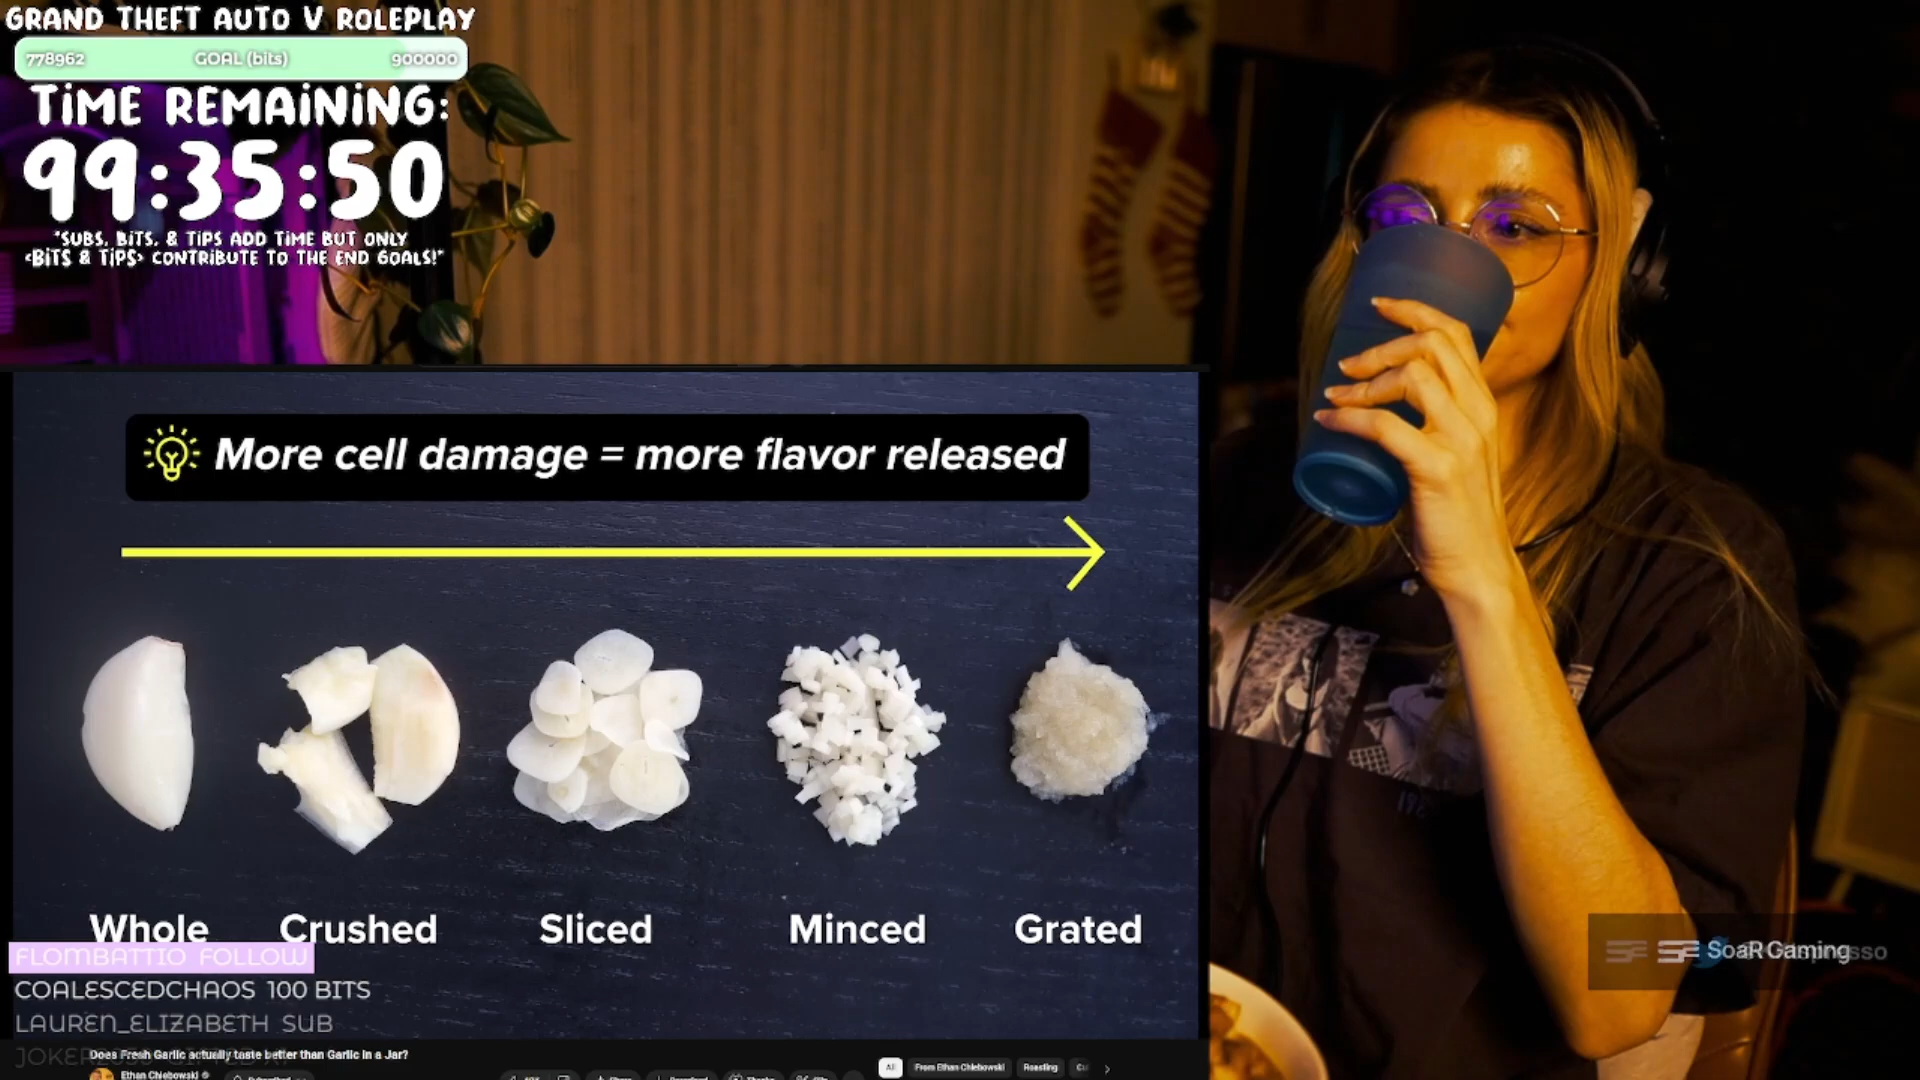 GRAND THEFT AUTO V ROLEPLAY
778962 GOAL (bits) 900000
TIME REMAINING:
99:35:50
*SUBS, BITS, & TIPS ADD TIME BUT ONLY
<BITS & TIPS> CONTRIBUTE TO THE END GOALS!*
More cell damage = more flavor released
Whole Crushed Sliced Minced Grated
FLOMBATTIO FOLLOW
COALESCEDCHAOS 100 BITS
LAUREN_ELIZABETH SUB
Does Fresh Garlic actually taste better than Garlic in a Jar?
Ethan Chlebowski
All From Ethan Chlebowski Roasting
SoaR Gaming